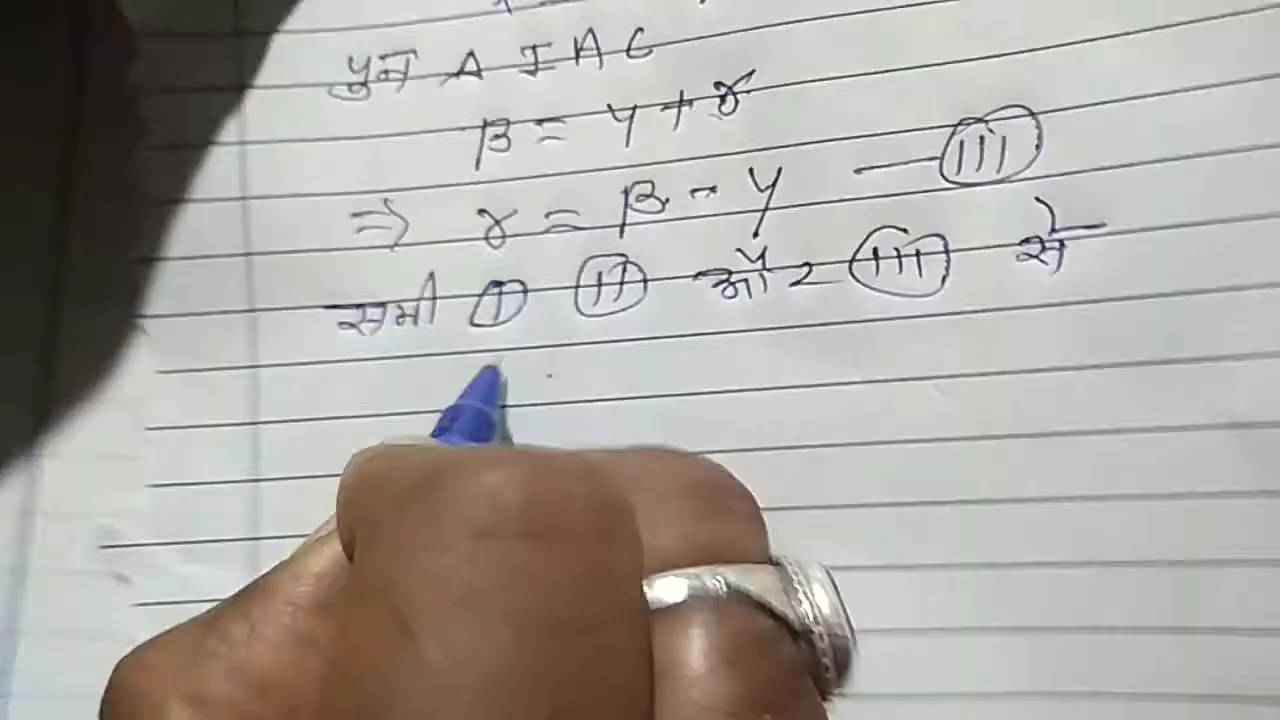 पुन △ I A C
β = γ + γ
⇒ γ = β - γ — (III)
समी (I) (II) और (III) से